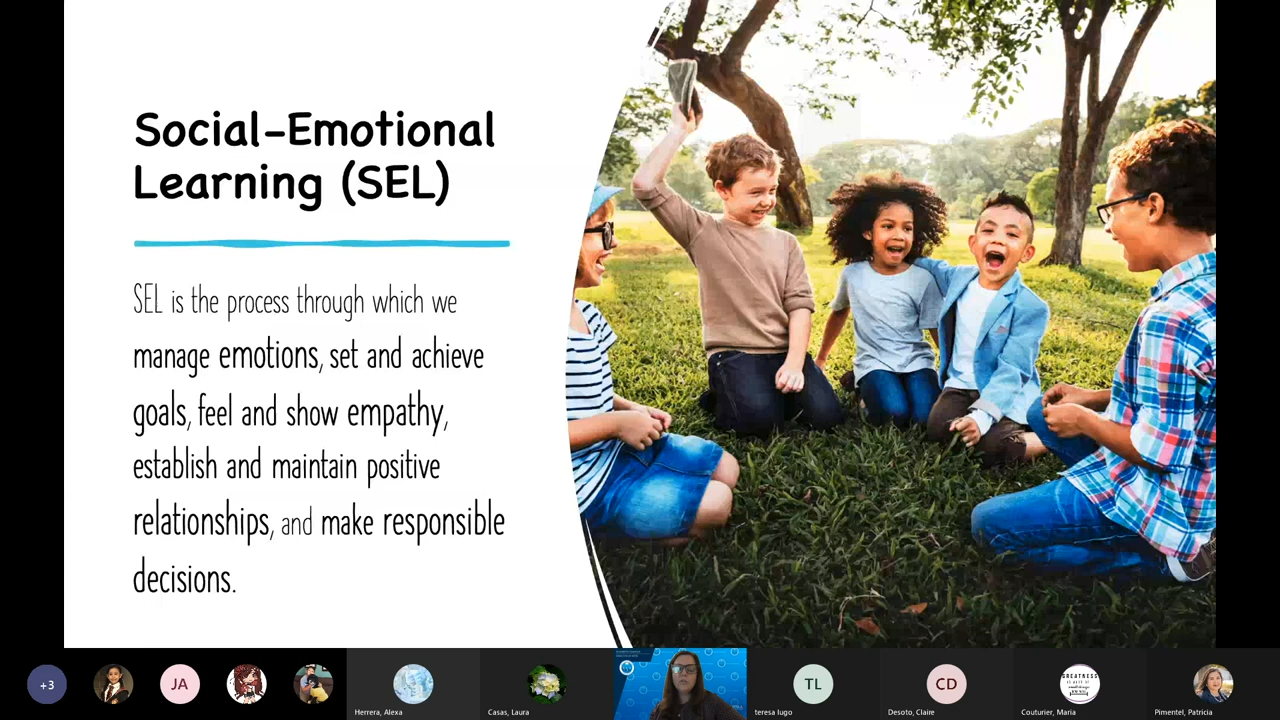 Social-Emotional
Learning (SEL)
SEL is the process through which we
manage emotions, set and achieve
goals, feel and show empathy,
establish and maintain positive
relationships, and make responsible
decisions.
+3
JA
Herrera, Alexa
Casas, Laura
TL
teresa lugo
CD
Desoto, Claire
GREATNESS
Couturier, Maria
Pimentel, Patricia